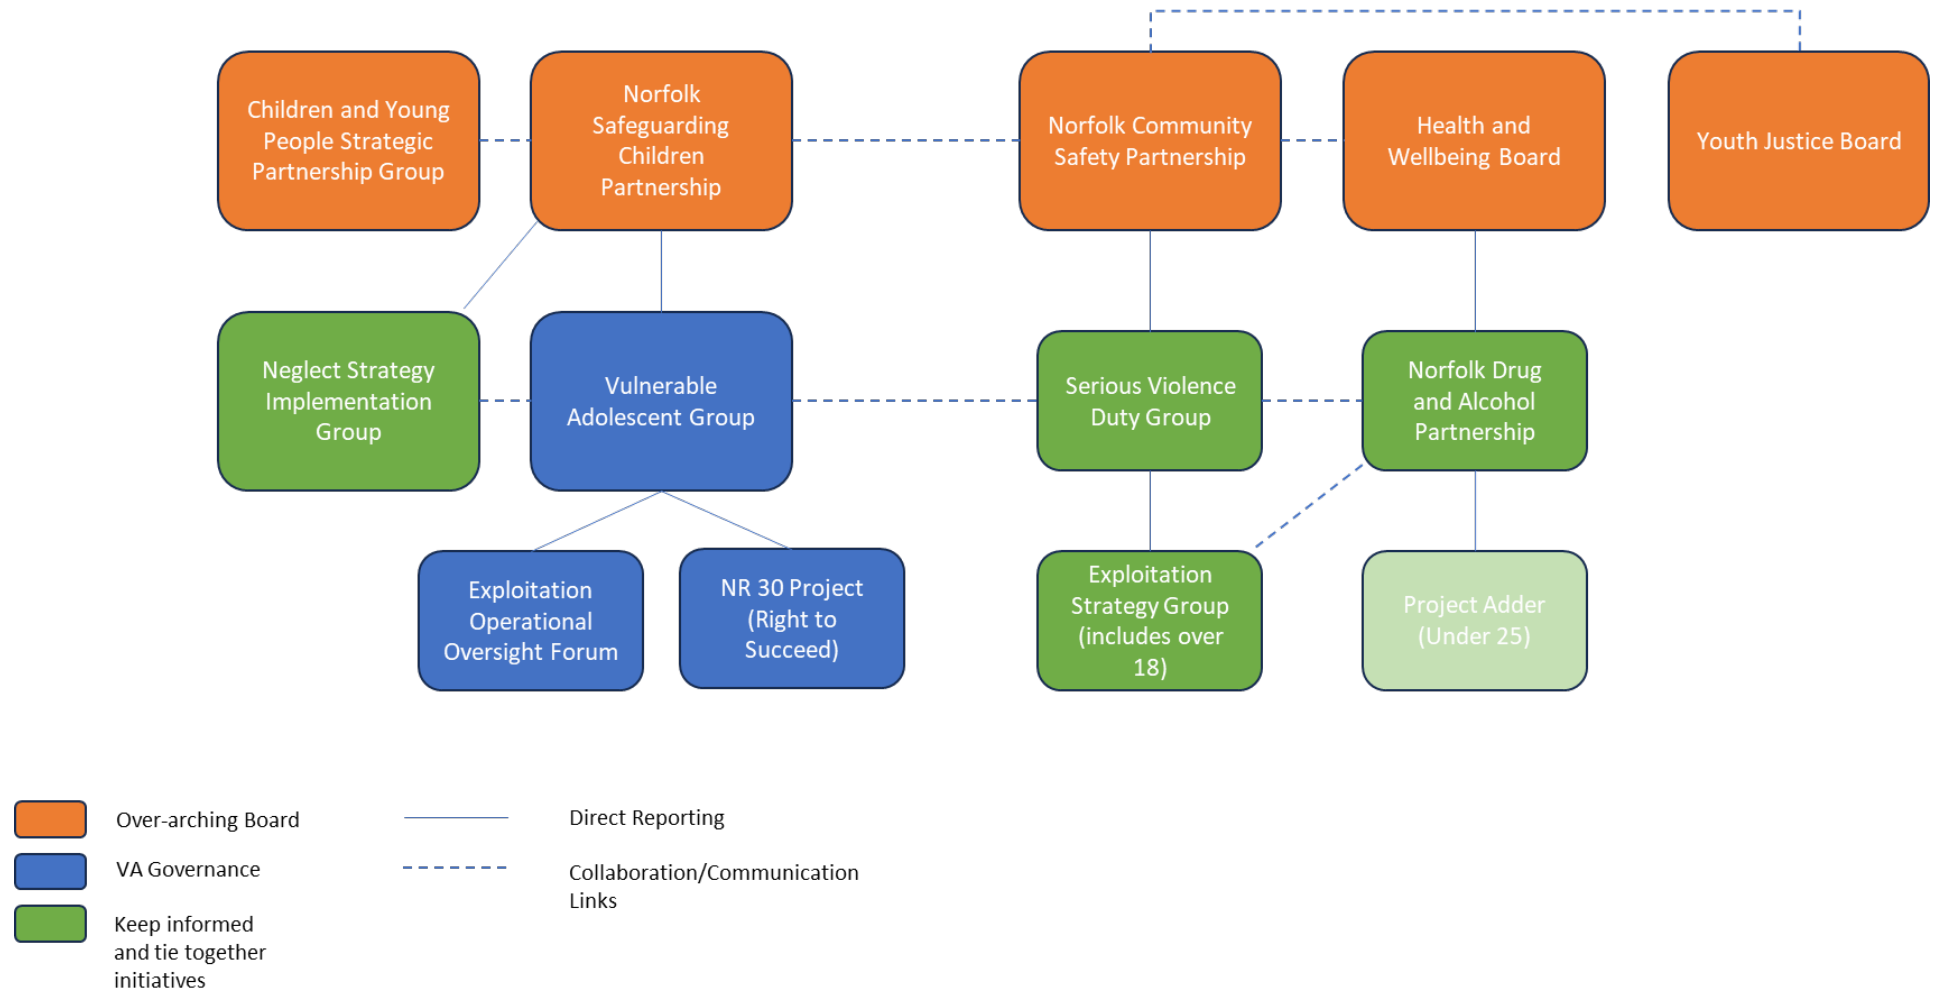 Children and Young
People Strategic
Partnership Group
Norfolk
Safeguarding
Children
Partnership
Norfolk Community
Safety Partnership
Health and
Wellbeing Board
Youth Justice Board
Neglect Strategy
Implementation
Group
Vulnerable
Adolescent Group
Serious Violence
Duty Group
Norfolk Drug
and Alcohol
Partnership
Exploitation
Operational
Oversight Forum
NR 30 Project
(Right to
Succeed)
Exploitation
Strategy Group
(includes over
18)
Project Adder
(Under 25)
Over-arching Board
VA Governance
Keep informed
and tie together
initiatives
Direct Reporting
Collaboration/Communication
Links